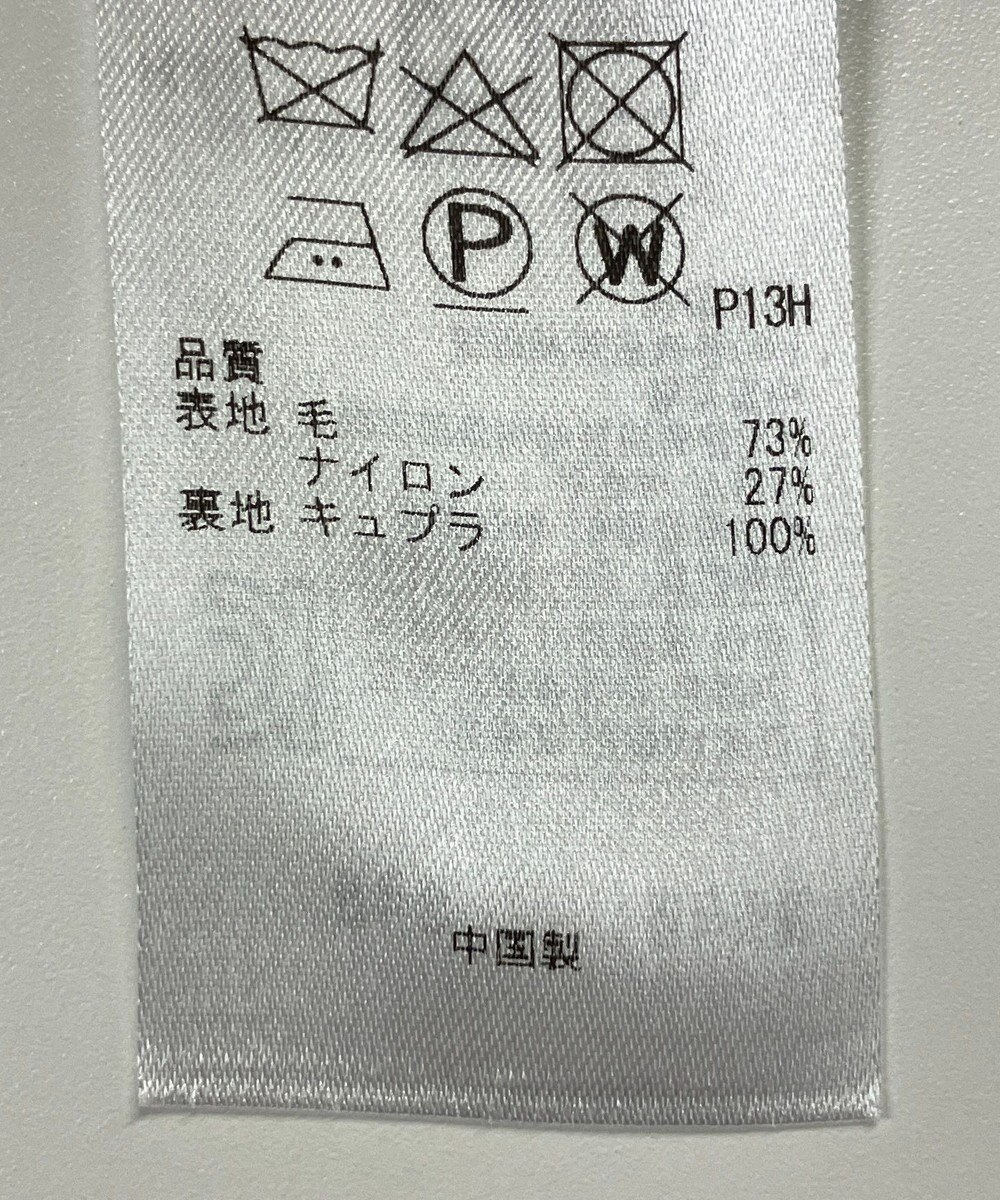 P W
P13H
品質
表地 毛 73%
ナイロン 27%
裏地 キュプラ 100%
中国製